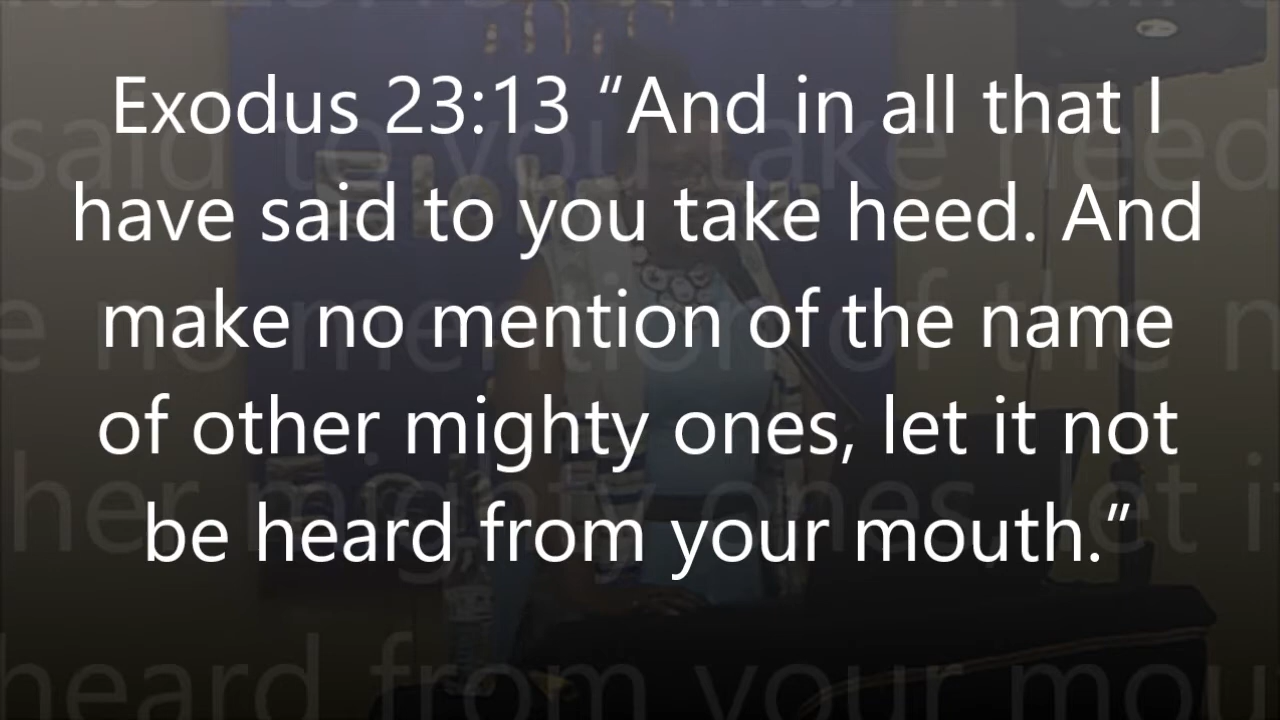 Exodus 23:13 “And in all that I
have said to you take heed. And
make no mention of the name
of other mighty ones, let it not
be heard from your mouth.”